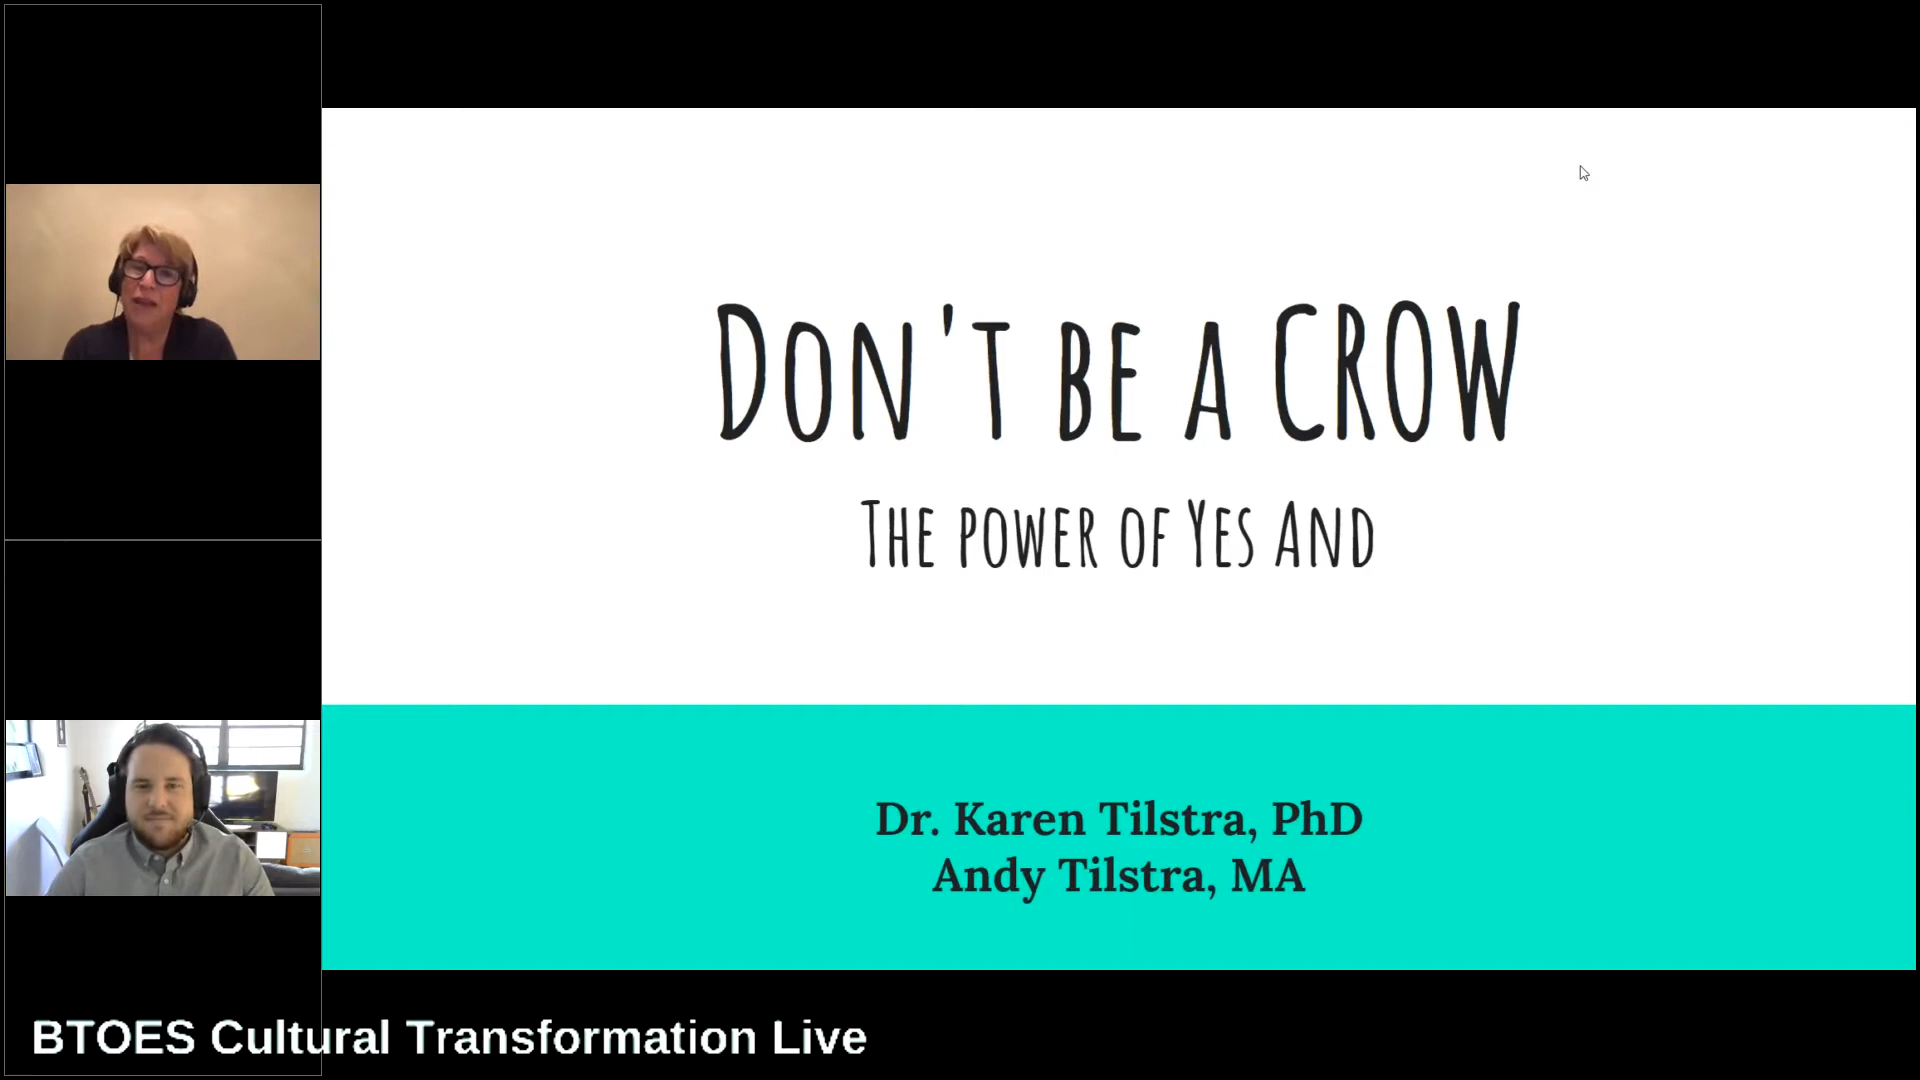 DON'T BE A CROW
THE POWER OF YES AND
Dr. Karen Tilstra, PhD
Andy Tilstra, MA
BTOES Cultural Transformation Live